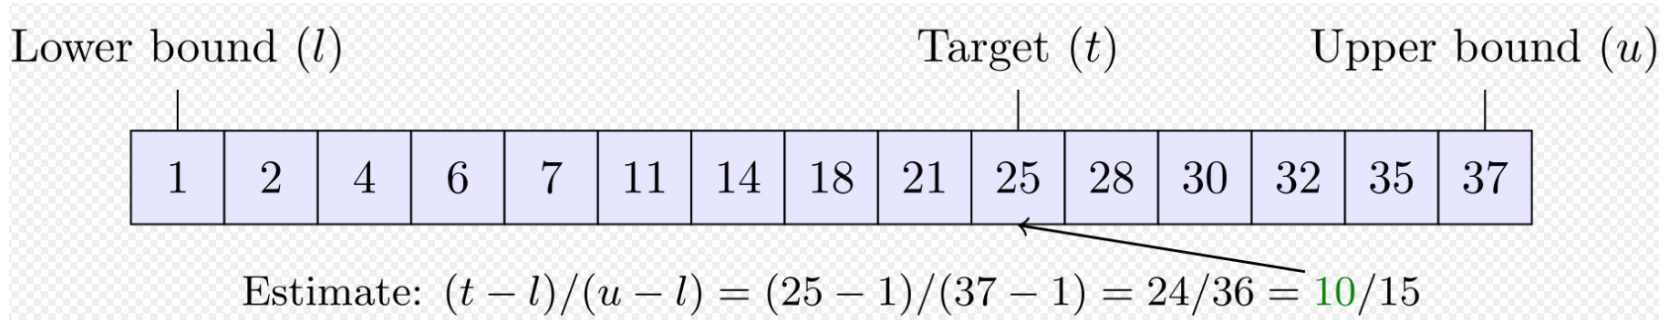 Lower bound (l) Target (t) Upper bound (u)
1 2 4 6 7 11 14 18 21 25 28 30 32 35 37
Estimate: (t − l)/(u − l) = (25 − 1)/(37 − 1) = 24/36 = 10/15